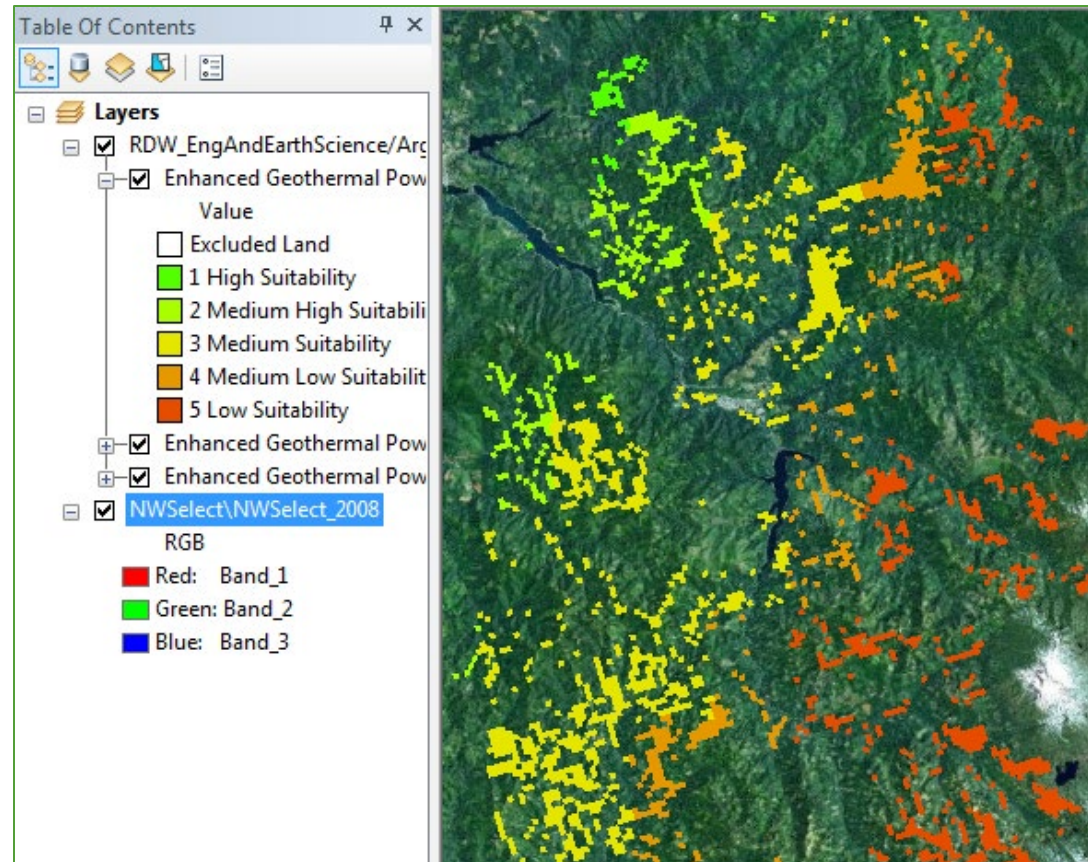 Table Of Contents
Layers
RDW_EngAndEarthScience/Arc
Enhanced Geothermal Pow
Value
Excluded Land
1 High Suitability
2 Medium High Suitabili
3 Medium Suitability
4 Medium Low Suitabilit
5 Low Suitability
Enhanced Geothermal Pow
Enhanced Geothermal Pow
NWSelect\NWSelect_2008
RGB
Red: Band_1
Green: Band_2
Blue: Band_3